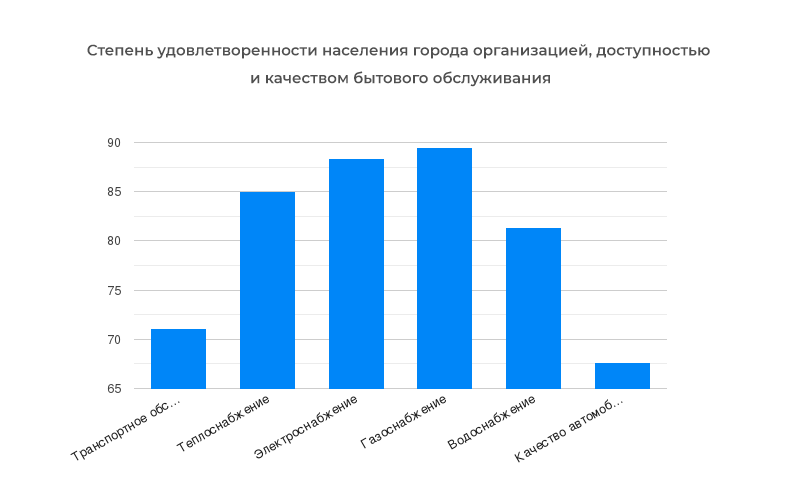 Степень удовлетворенности населения города организацией, доступностью
и качеством бытового обслуживания
90
85
80
75
70
65
Транспортное обс…
Теплоснабжение
Электроснабжение
Газоснабжение
Водоснабжение
Качество автомоб…